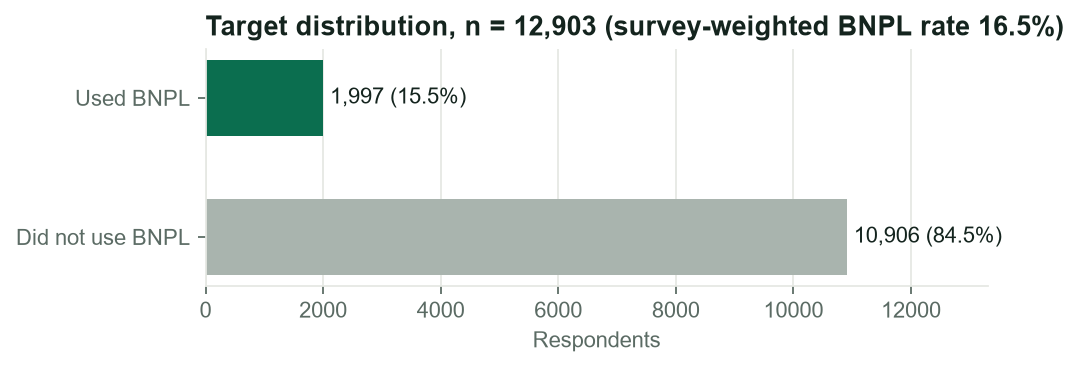 Target distribution, n = 12,903 (survey-weighted BNPL rate 16.5%)
Used BNPL
1,997 (15.5%)
Did not use BNPL
10,906 (84.5%)
0 2000 4000 6000 8000 10000 12000
Respondents